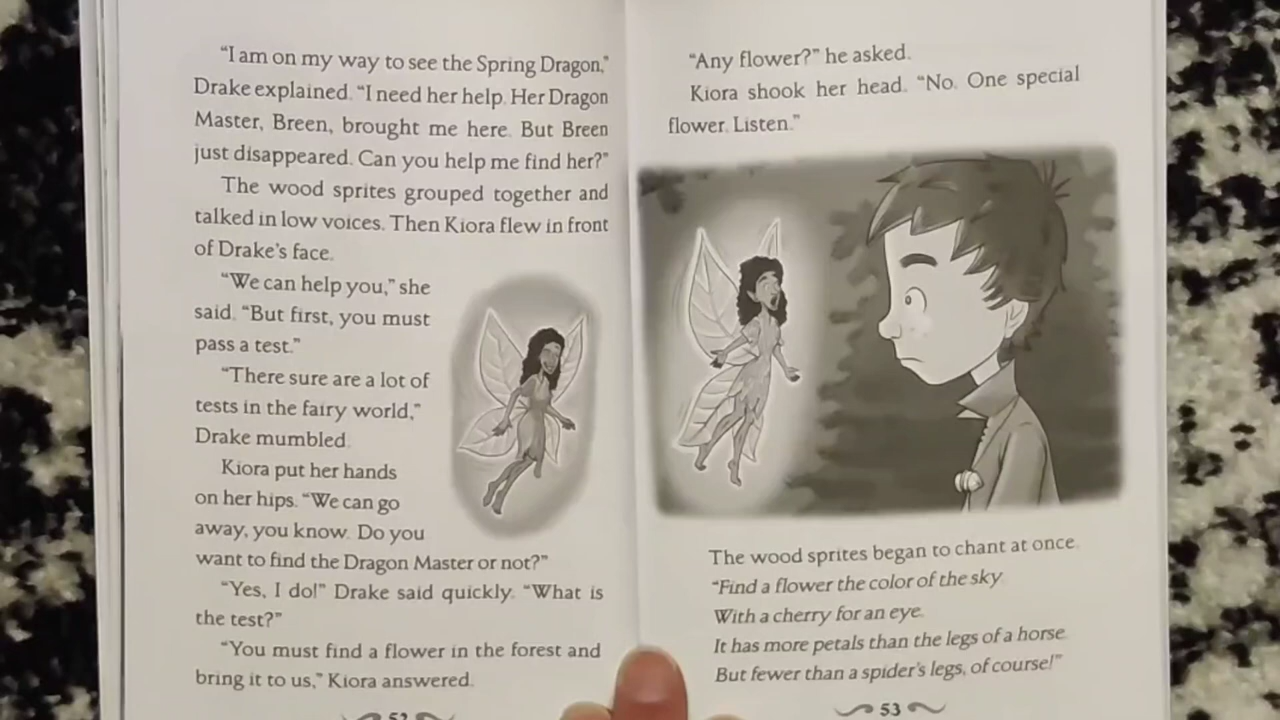 “I am on my way to see the Spring Dragon,”
Drake explained. “I need her help. Her Dragon
Master, Breen, brought me here. But Breen
just disappeared. Can you help me find her?”
The wood sprites grouped together and
talked in low voices. Then Kiora flew in front
of Drake’s face.
“We can help you,” she
said. “But first, you must
pass a test.”
“There sure are a lot of
tests in the fairy world,”
Drake mumbled.
Kiora put her hands
on her hips. “We can go
away, you know. Do you
want to find the Dragon Master or not?”
“Yes, I do!” Drake said quickly. “What is
the test?”
“You must find a flower in the forest and
bring it to us,” Kiora answered.
52
“Any flower?” he asked.
Kiora shook her head. “No. One special
flower. Listen.”
The wood sprites began to chant at once.
“Find a flower the color of the sky
With a cherry for an eye.
It has more petals than the legs of a horse
But fewer than a spider’s legs, of course!”
53